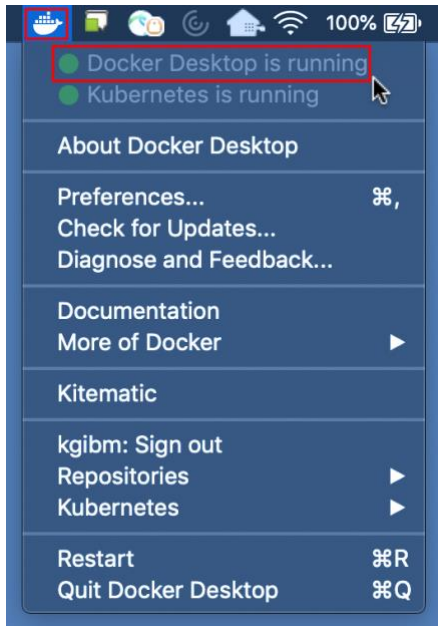 100%
Docker Desktop is running
Kubernetes is running
About Docker Desktop
Preferences... ⌘,
Check for Updates...
Diagnose and Feedback...
Documentation
More of Docker
Kitematic
kgibm: Sign out
Repositories
Kubernetes
Restart ⌘R
Quit Docker Desktop ⌘Q